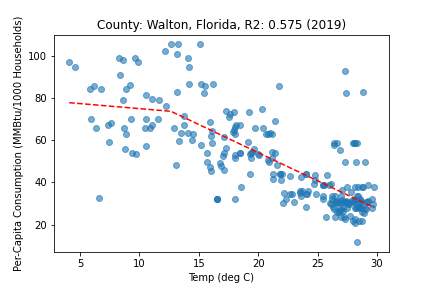 County: Walton, Florida, R2: 0.575 (2019)
Per-Capita Consumption (MMBtu/1000 Households)
100
80
60
40
20
5 10 15 20 25 30
Temp (deg C)